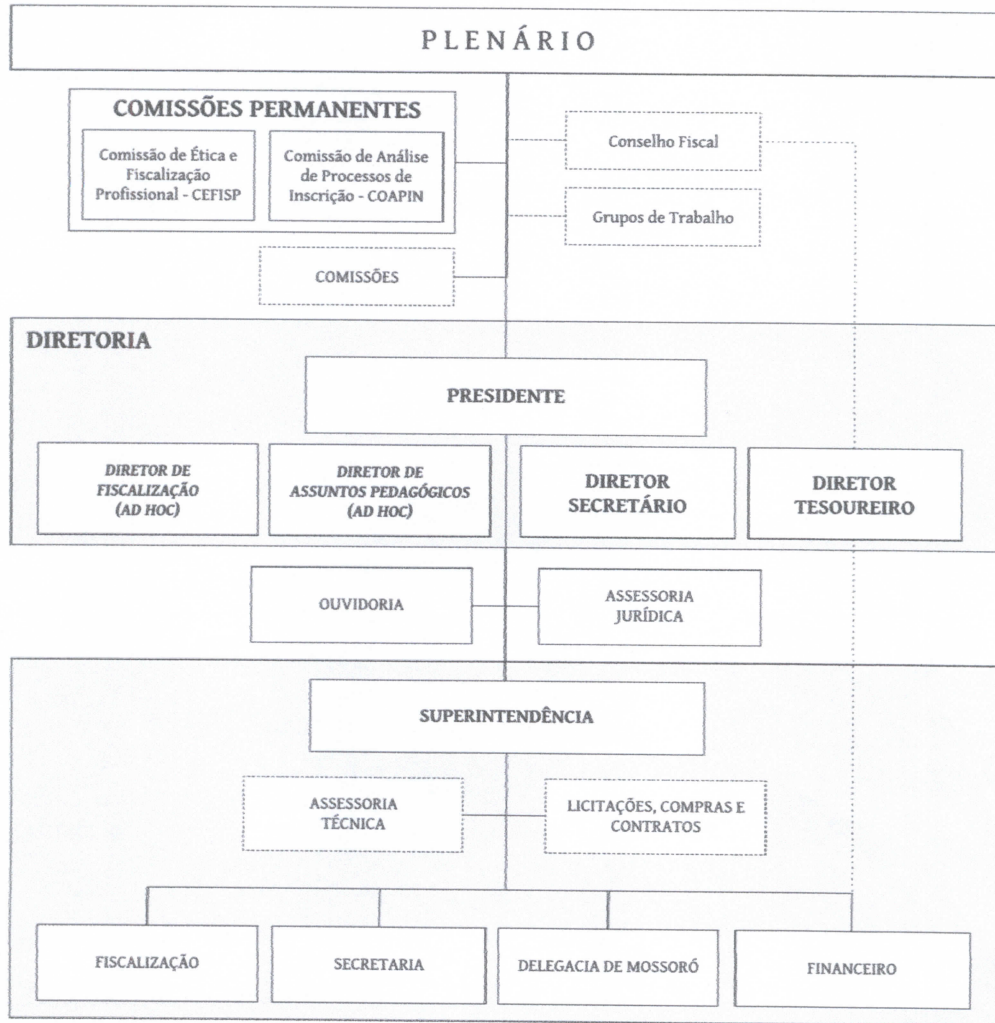 PLENÁRIO
COMISSÕES PERMANENTES
Comissão de Ética e
Fiscalização
Profissional - CEFISP
Comissão de Análise
de Processos de
Inscrição - COAPIN
Conselho Fiscal
Grupos de Trabalho
COMISSÕES
DIRETORIA
PRESIDENTE
DIRETOR DE
FISCALIZAÇÃO
(AD HOC)
DIRETOR DE
ASSUNTOS PEDAGÓGICOS
(AD HOC)
DIRETOR
SECRETÁRIO
DIRETOR
TESOUREIRO
OUVIDORIA
ASSESSORIA
JURÍDICA
SUPERINTENDÊNCIA
ASSESSORIA
TÉCNICA
LICITAÇÕES, COMPRAS E
CONTRATOS
FISCALIZAÇÃO
SECRETARIA
DELEGACIA DE MOSSORÓ
FINANCEIRO